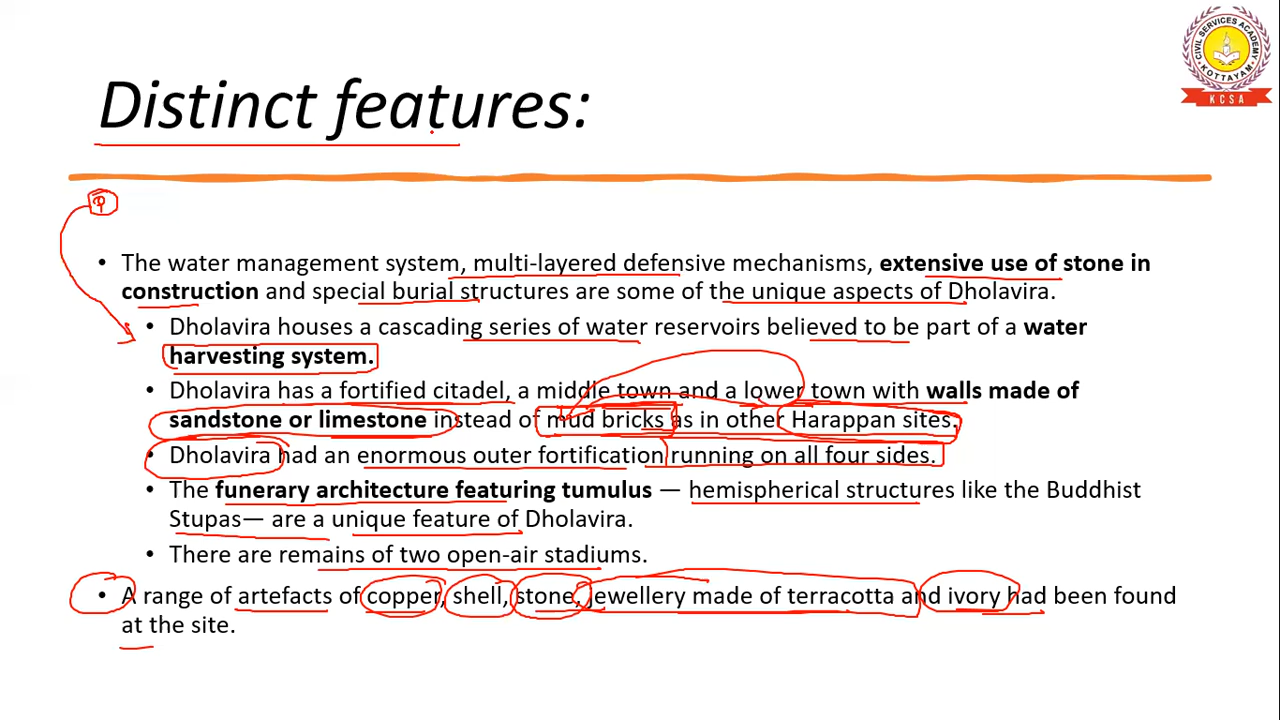 CIVIL SERVICES ACADEMY
KOTTAYAM
KCSA
Distinct features:
• The water management system, multi-layered defensive mechanisms, extensive use of stone in
construction and special burial structures are some of the unique aspects of Dholavira.
• Dholavira houses a cascading series of water reservoirs believed to be part of a water
harvesting system.
• Dholavira has a fortified citadel, a middle town and a lower town with walls made of
sandstone or limestone instead of mud bricks as in other Harappan sites.
• Dholavira had an enormous outer fortification running on all four sides.
• The funerary architecture featuring tumulus — hemispherical structures like the Buddhist
Stupas— are a unique feature of Dholavira.
• There are remains of two open-air stadiums.
• A range of artefacts of copper, shell, stone, jewellery made of terracotta and ivory had been found
at the site.